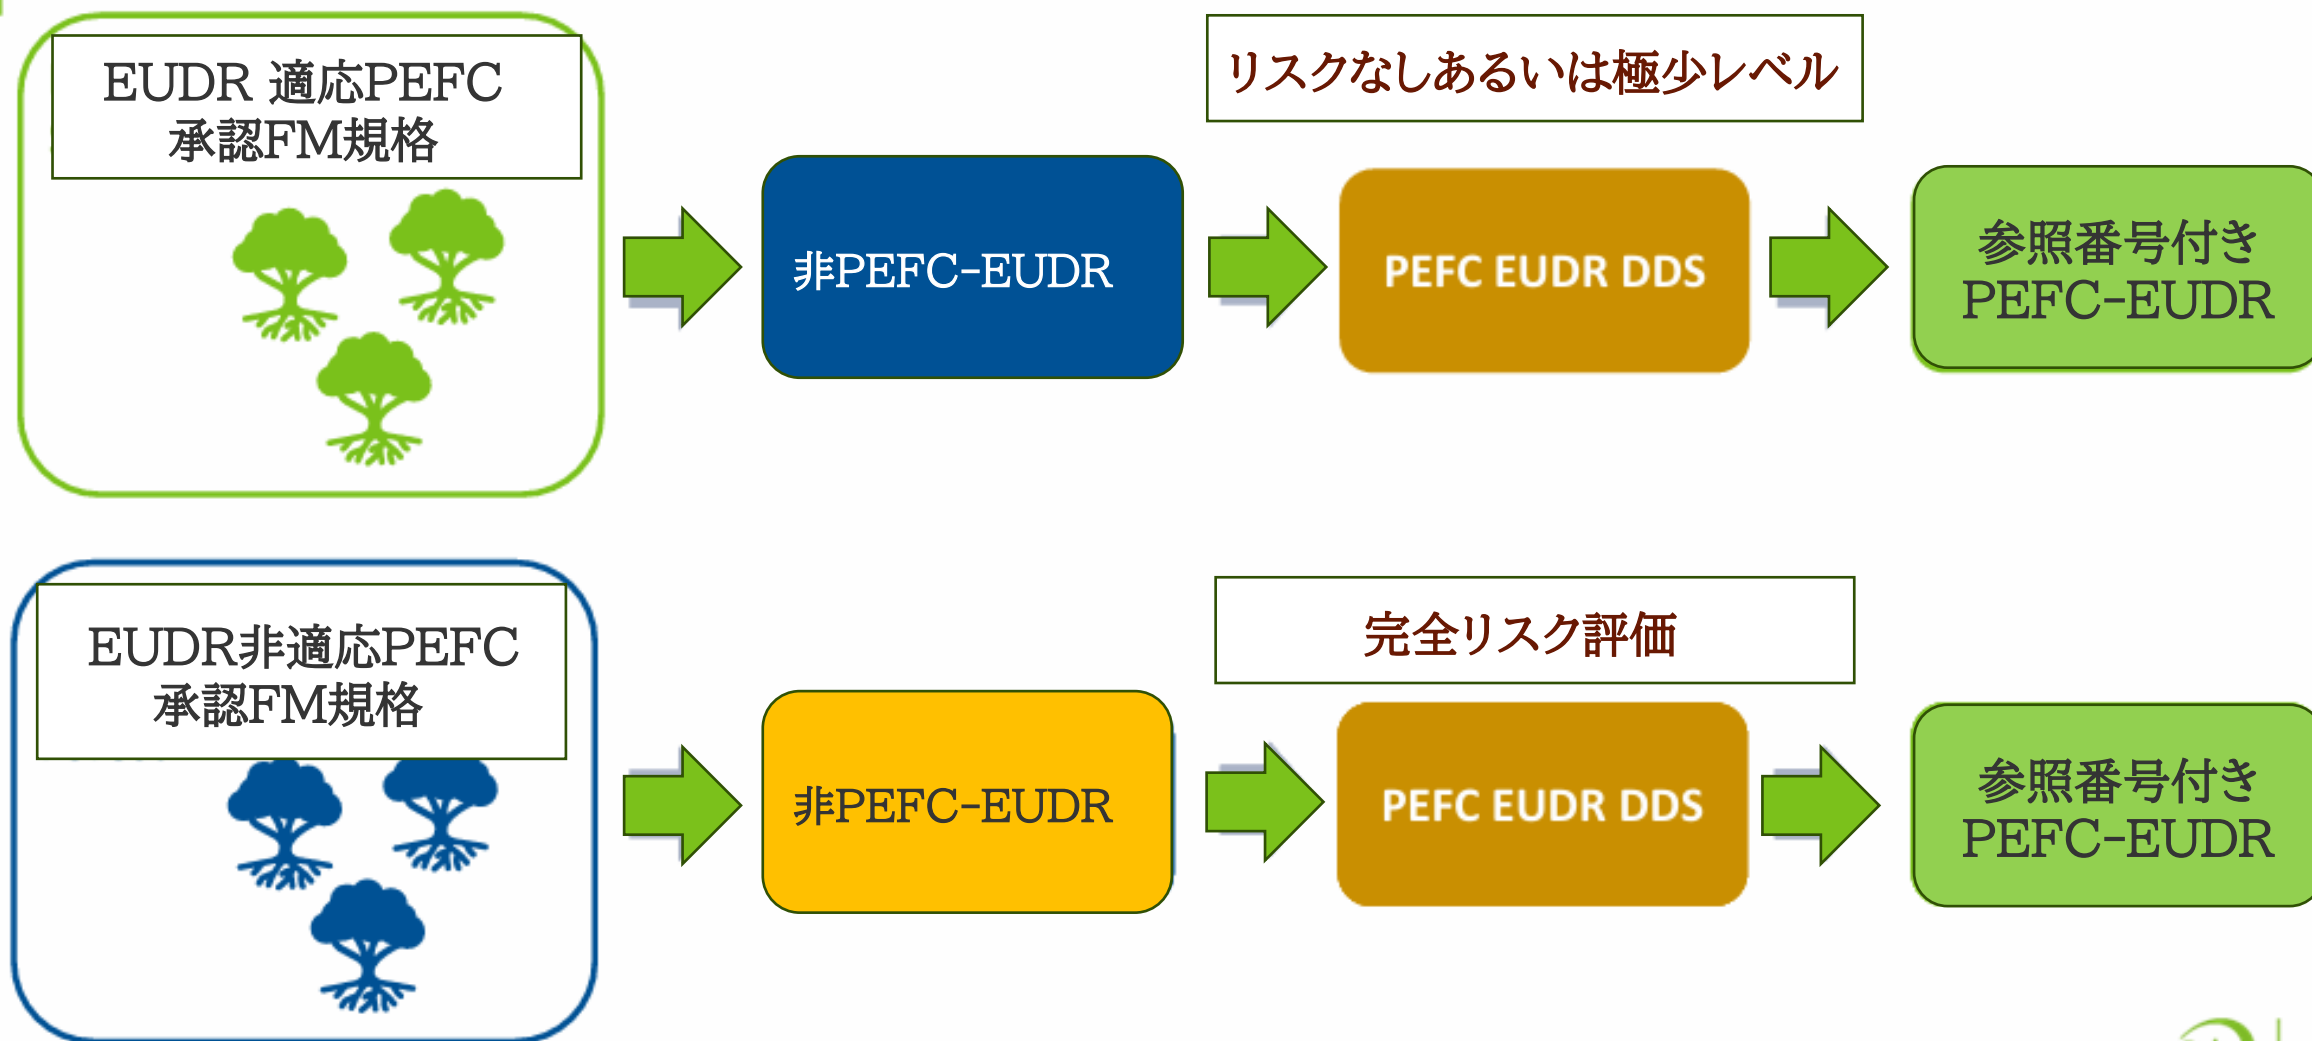 EUDR 適応PEFC
承認FM規格
リスクなしあるいは極少レベル
非PEFC-EUDR
PEFC EUDR DDS
参照番号付き
PEFC-EUDR
EUDR非適応PEFC
承認FM規格
完全リスク評価
非PEFC-EUDR
PEFC EUDR DDS
参照番号付き
PEFC-EUDR